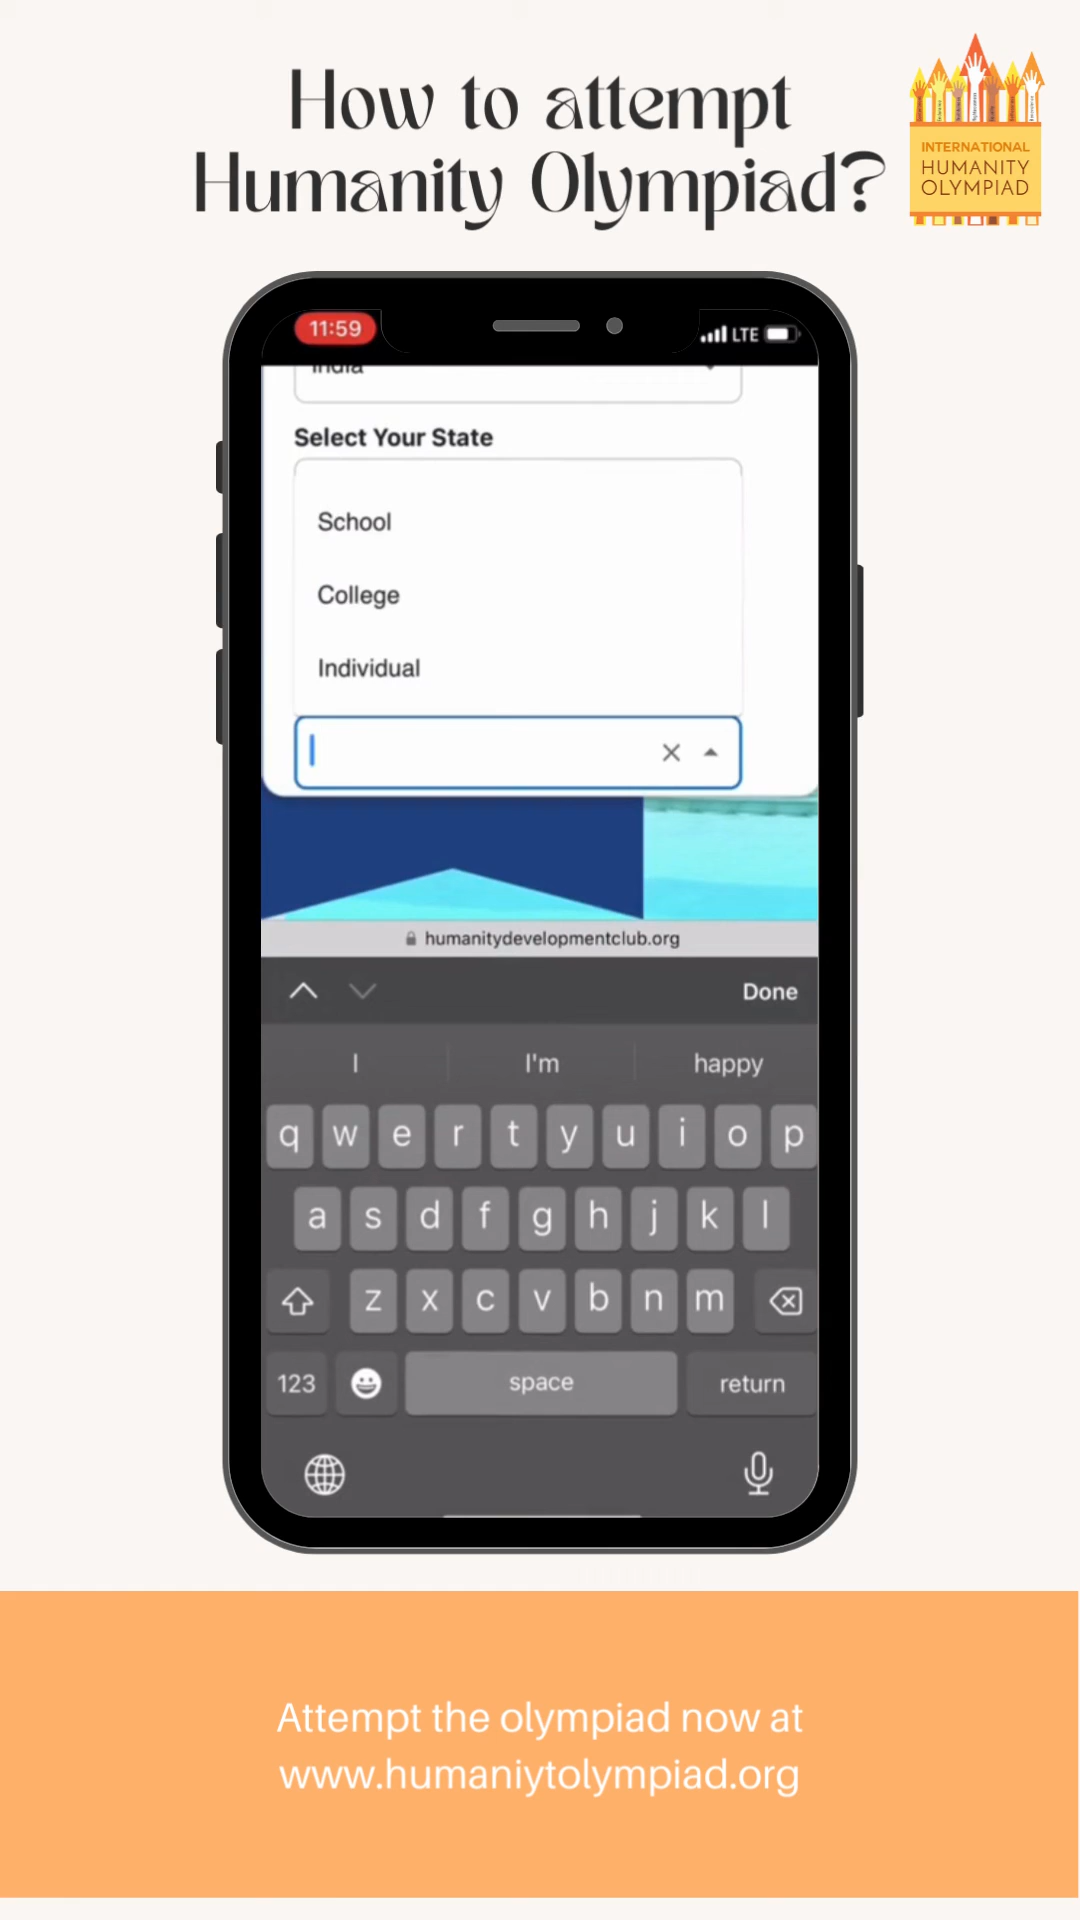 How to attempt
Humanity Olympiad?
INTERNATIONAL
HUMANITY
OLYMPIAD
11:59
LTE
India
Select Your State
School
College
Individual
humanitydevelopmentclub.org
Done
I
I'm
happy
q w e r t y u i o p
a s d f g h j k l
z x c v b n m
123
space
return
Attempt the olympiad now at
www.humaniytolympiad.org